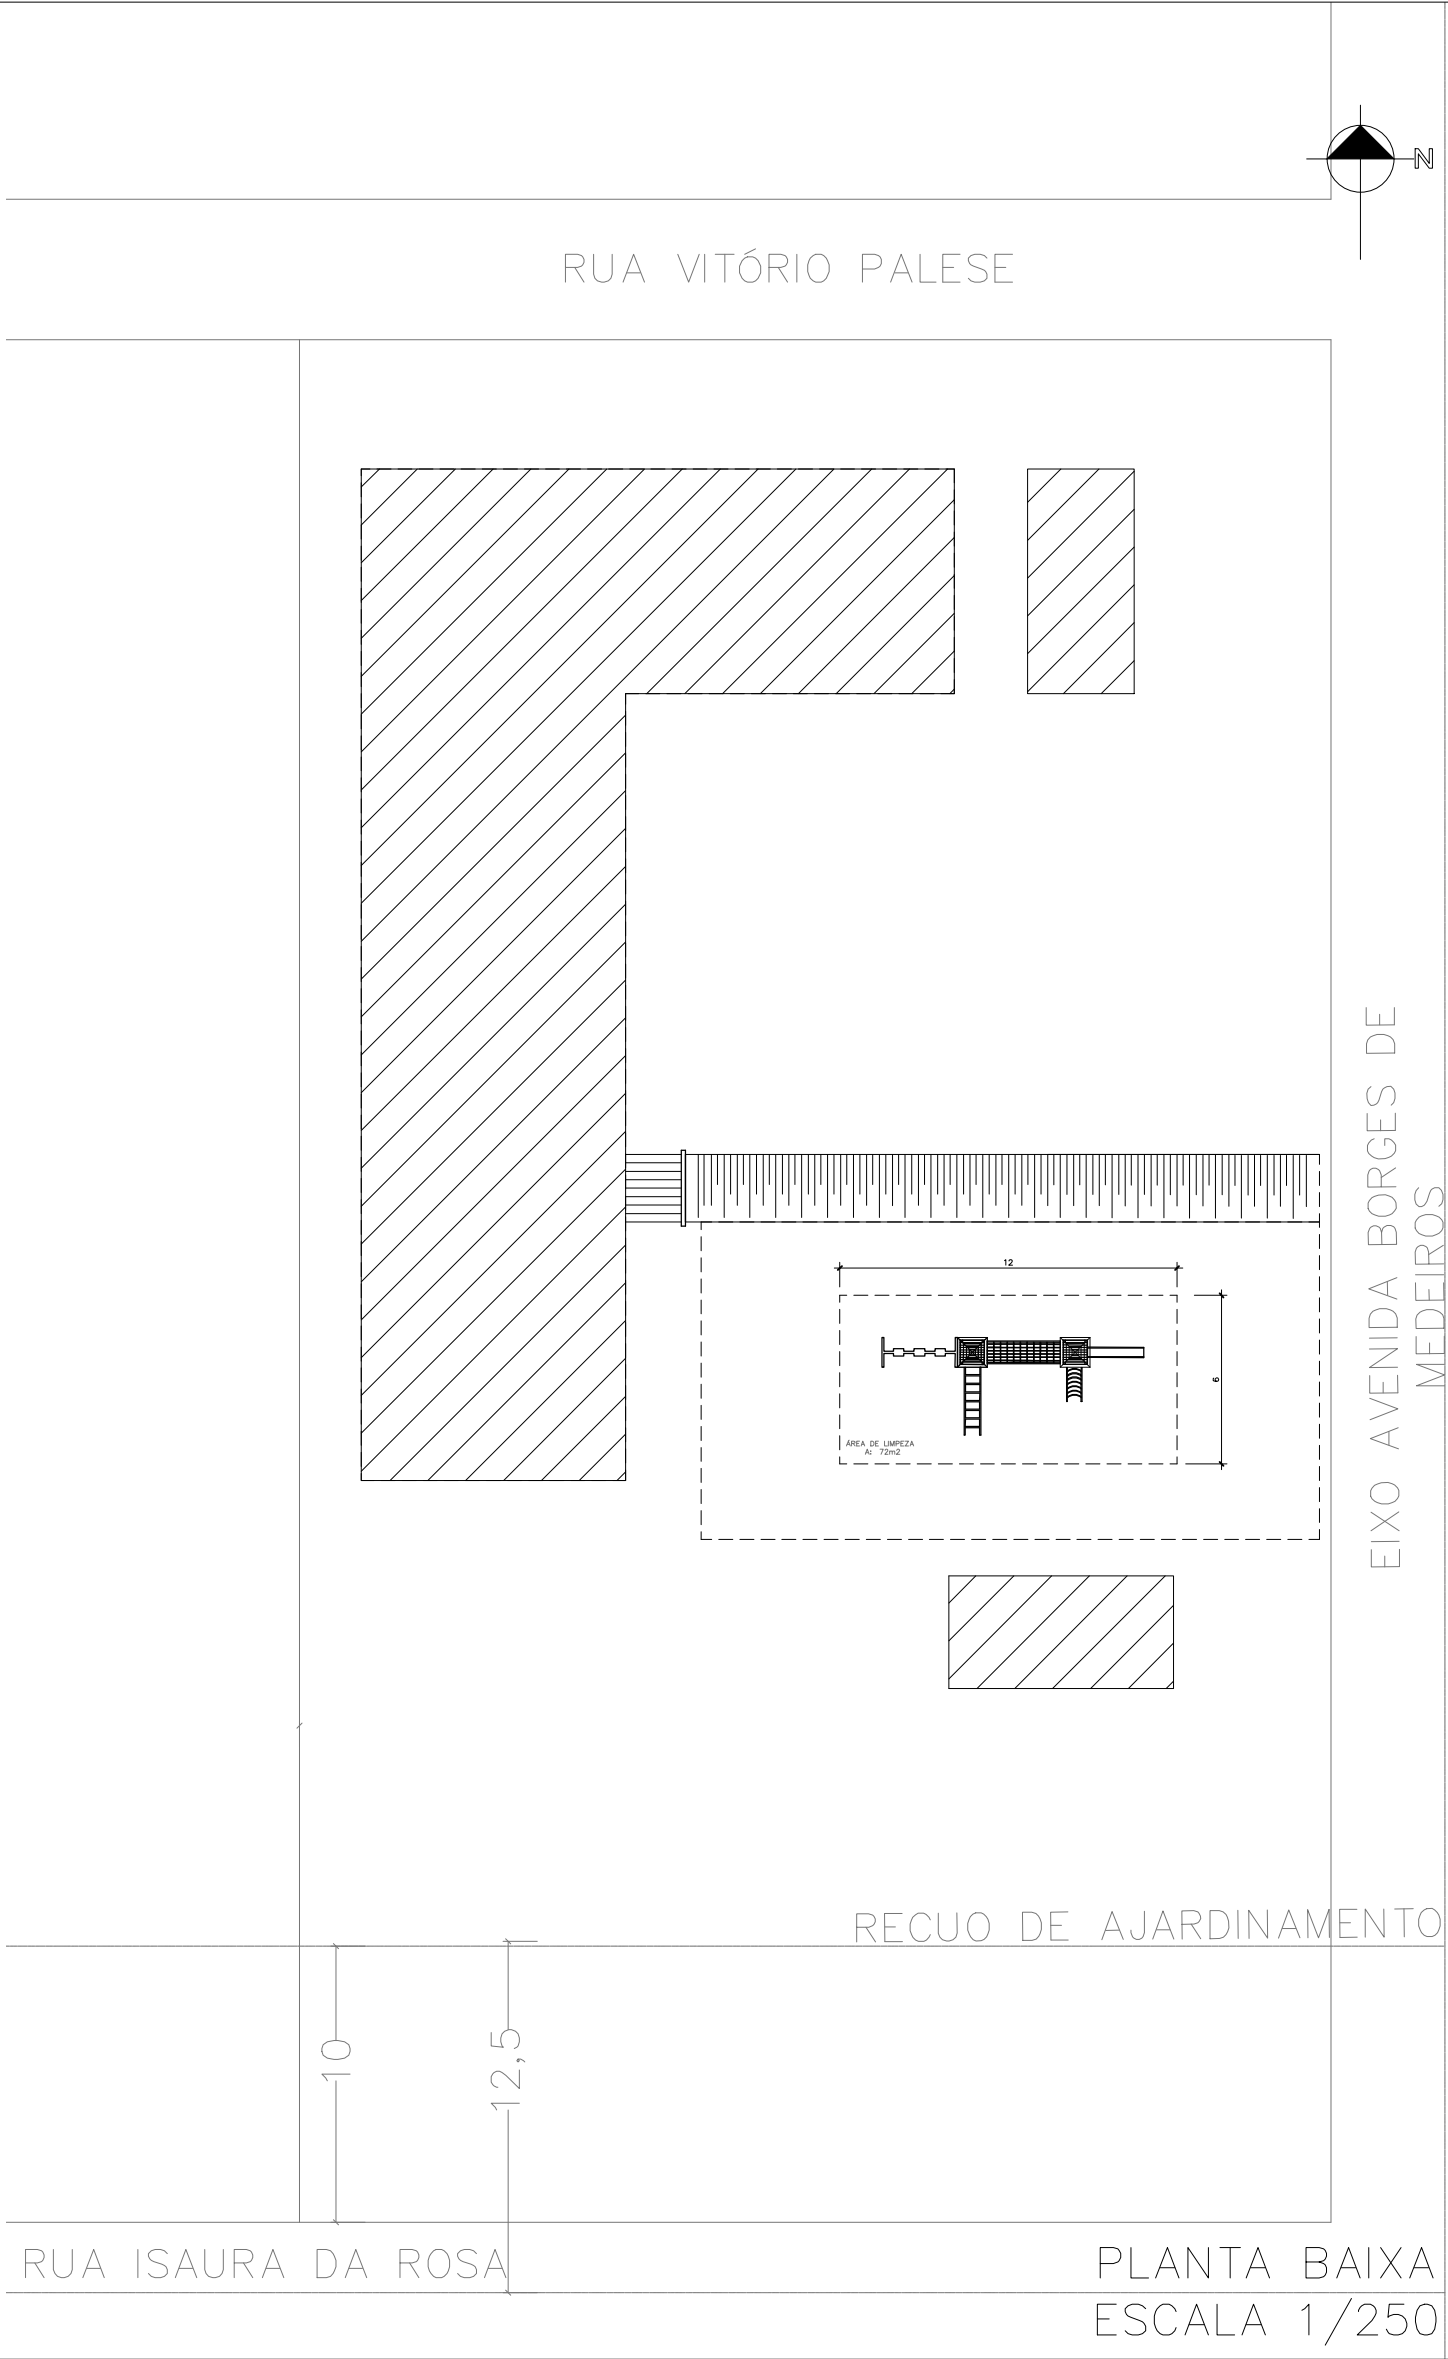 N
RUA VITÓRIO PALESE
EIXO AVENIDA BORGES DE
MEDEIROS
12
6
ÁREA DE LIMPEZA
A: 72m2
RECUO DE AJARDINAMENTO
10
12,5
RUA ISAURA DA ROSA
PLANTA BAIXA
ESCALA 1/250